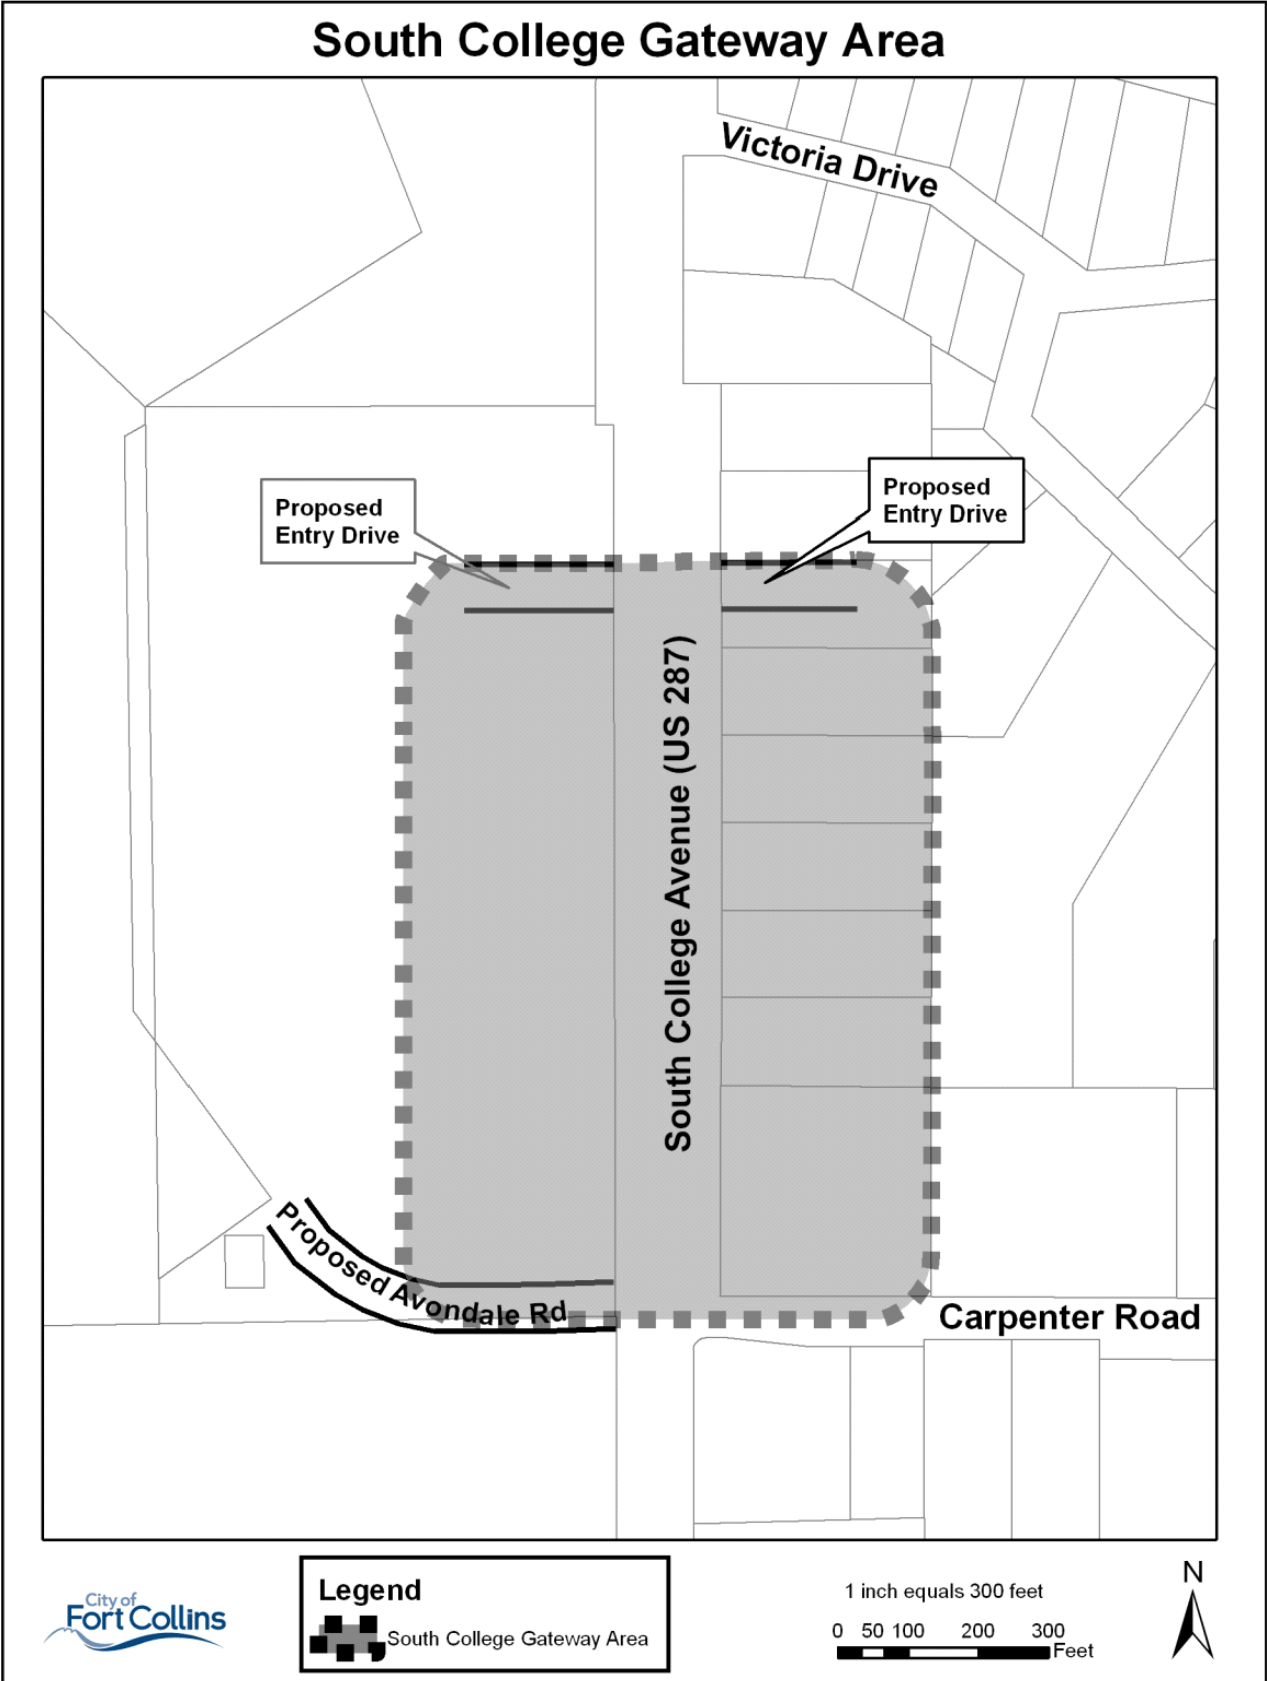 South College Gateway Area
Victoria Drive
Proposed
Entry Drive
Proposed
Entry Drive
South College Avenue (US 287)
Proposed Avondale Rd
Carpenter Road
City of
Fort Collins
Legend
South College Gateway Area
1 inch equals 300 feet
0 50 100 200 300
Feet
N